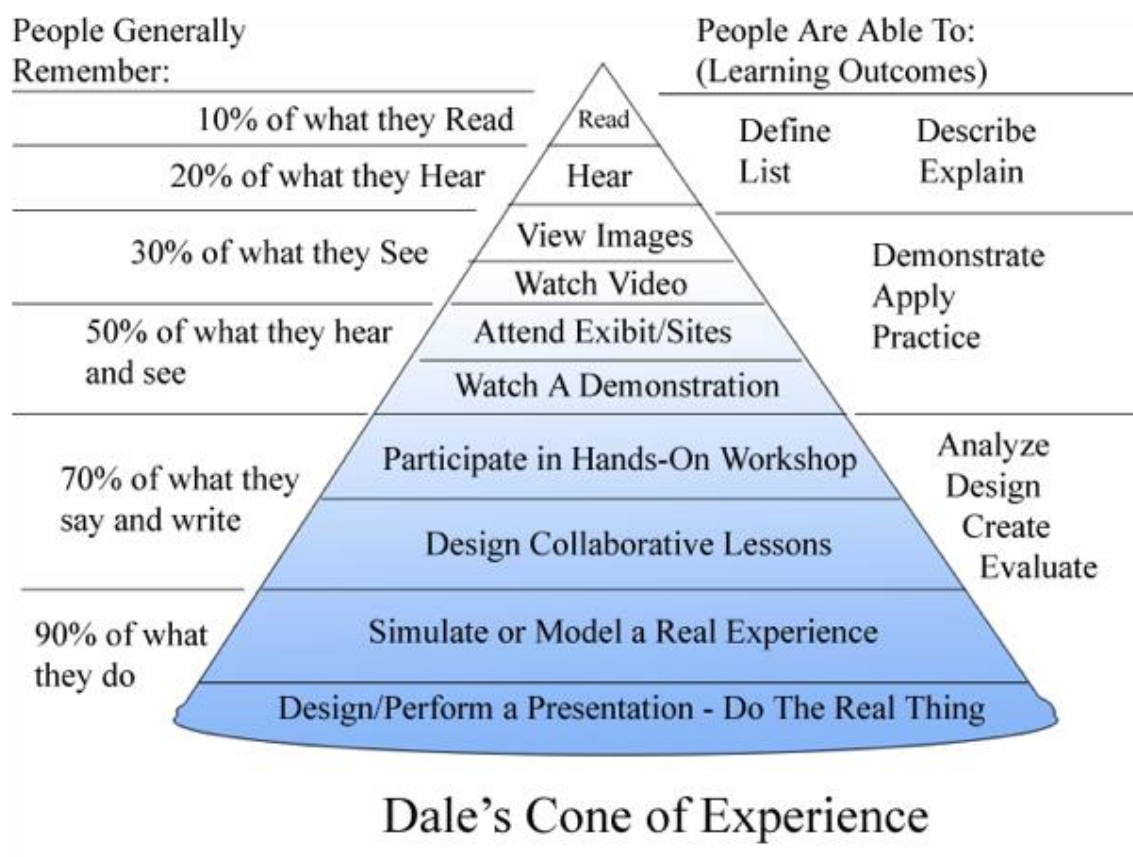 People Generally
Remember:
People Are Able To:
(Learning Outcomes)
10% of what they Read
Read
Define
Describe
List
Explain
20% of what they Hear
Hear
30% of what they See
View Images
Watch Video
Demonstrate
Apply
Practice
50% of what they hear
and see
Attend Exibit/Sites
Watch A Demonstration
70% of what they
say and write
Participate in Hands-On Workshop
Design Collaborative Lessons
Analyze
Design
Create
Evaluate
90% of what
they do
Simulate or Model a Real Experience
Design/Perform a Presentation - Do The Real Thing
Dale's Cone of Experience